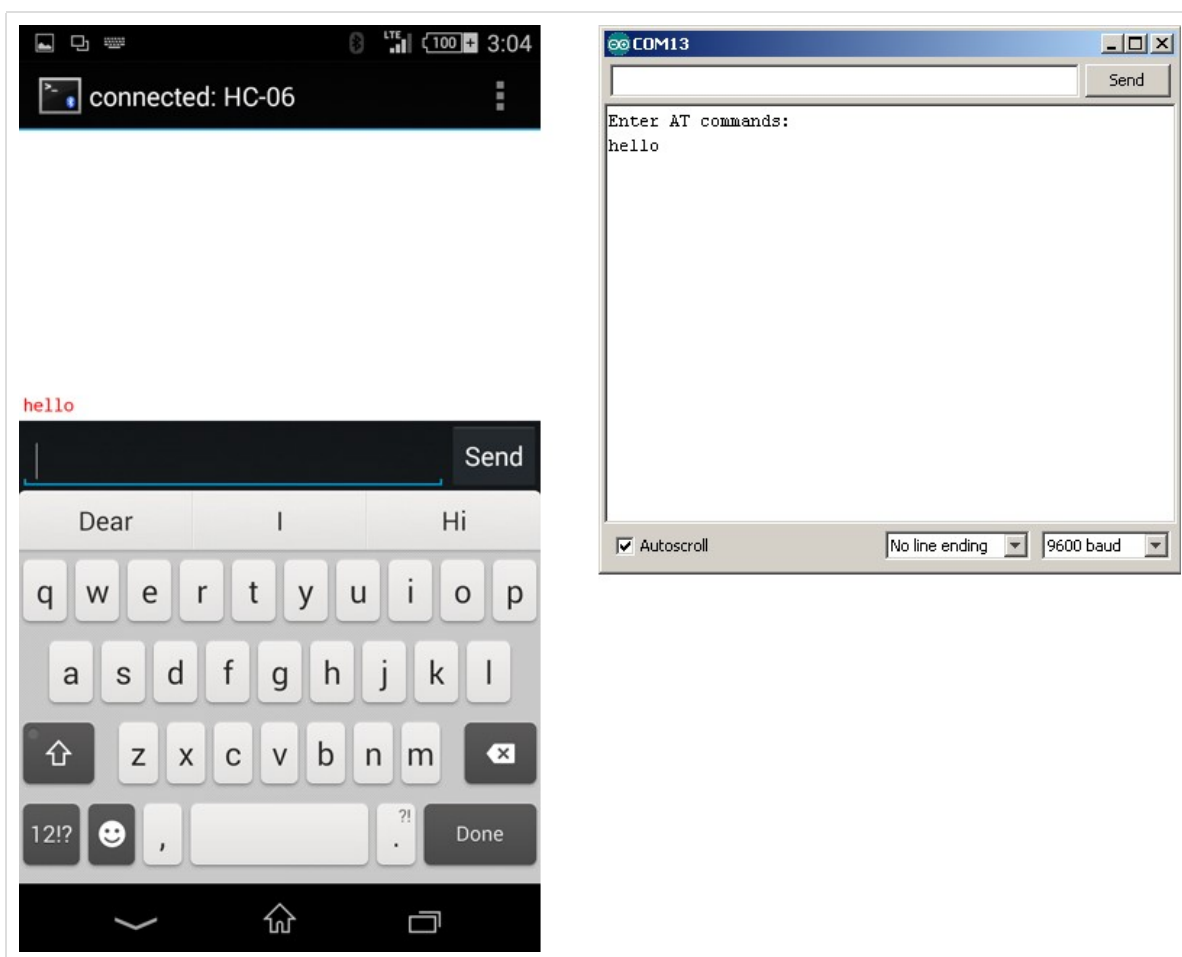 LTE 100 3:04
connected: HC-06
hello
Send
Dear I Hi
q w e r t y u i o p
a s d f g h j k l
z x c v b n m
12!? , ?! . Done
COM13
Send
Enter AT commands:
hello
Autoscroll No line ending 9600 baud